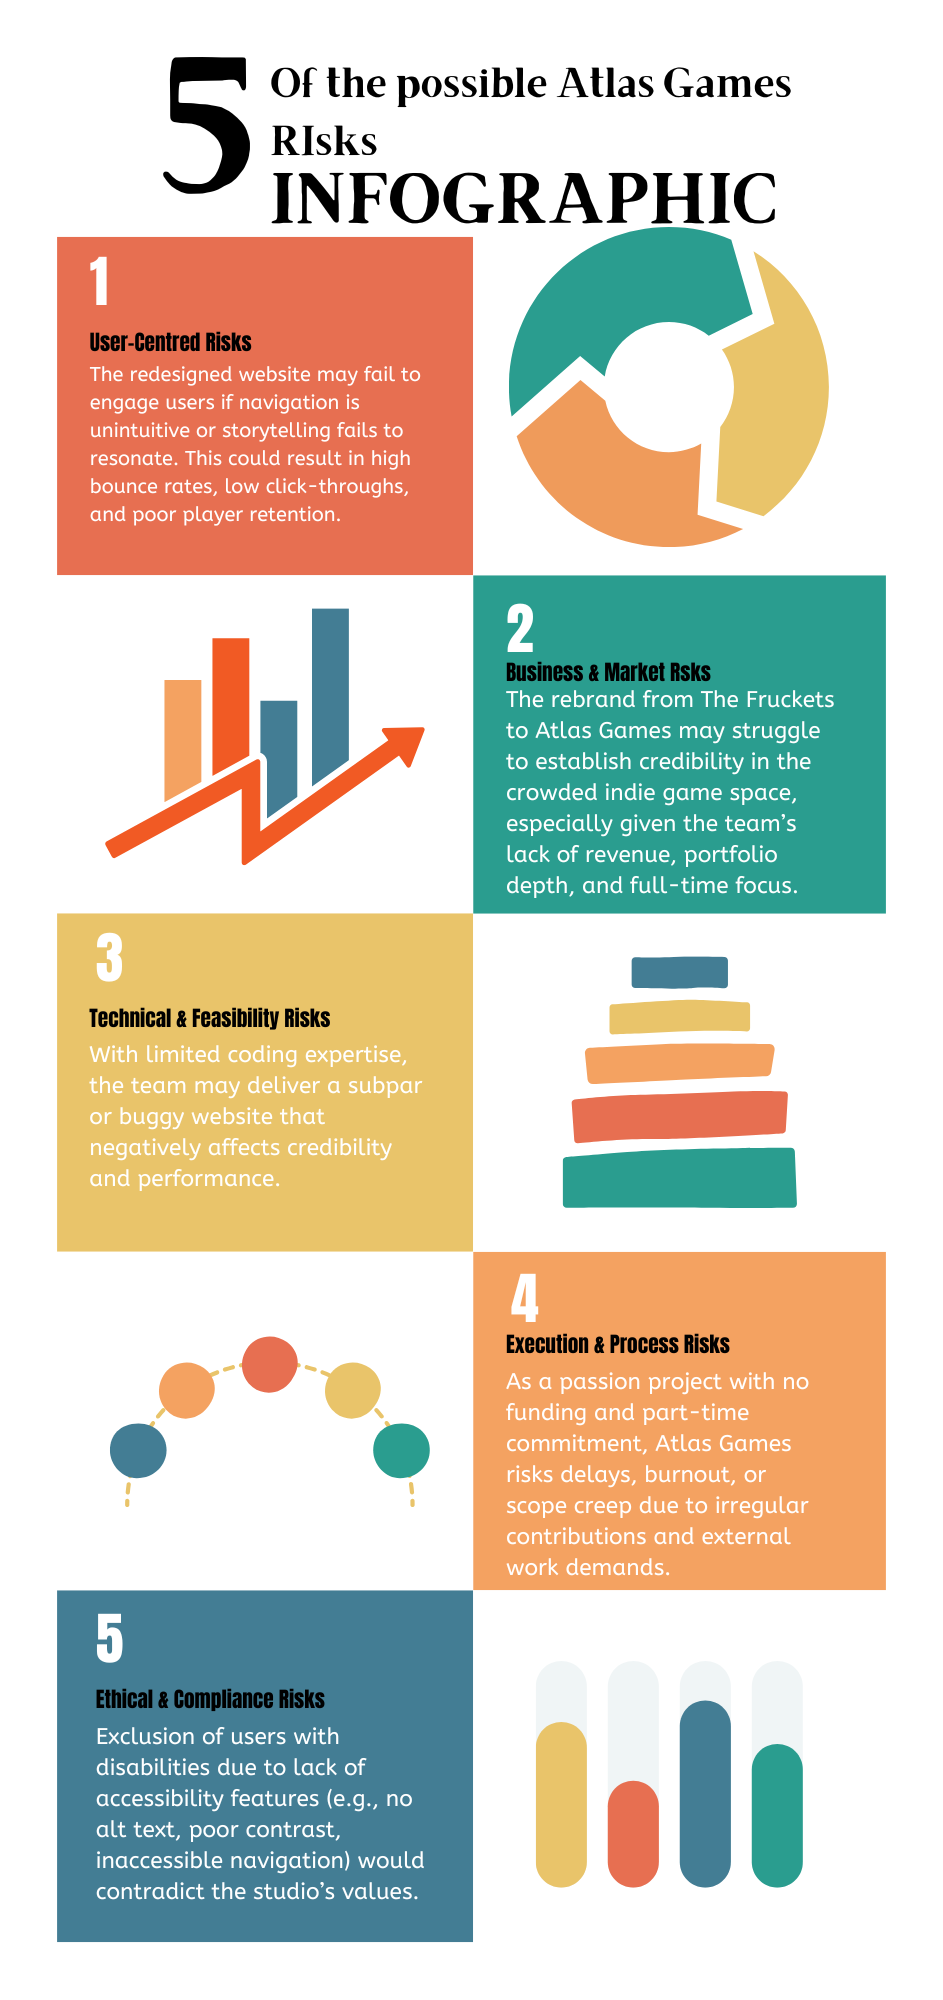 5
Of the possible Atlas Games
RIsks
INFOGRAPHIC
1
User-Centred Risks
The redesigned website may fail to
engage users if navigation is
unintuitive or storytelling fails to
resonate. This could result in high
bounce rates, low click-throughs,
and poor player retention.
2
Business & Market Rsks
The rebrand from The Fruckets
to Atlas Games may struggle
to establish credibility in the
crowded indie game space,
especially given the team’s
lack of revenue, portfolio
depth, and full-time focus.
3
Technical & Feasibility Risks
With limited coding expertise,
the team may deliver a subpar
or buggy website that
negatively affects credibility
and performance.
4
Execution & Process Risks
As a passion project with no
funding and part-time
commitment, Atlas Games
risks delays, burnout, or
scope creep due to irregular
contributions and external
work demands.
5
Ethical & Compliance Risks
Exclusion of users with
disabilities due to lack of
accessibility features (e.g., no
alt text, poor contrast,
inaccessible navigation) would
contradict the studio’s values.